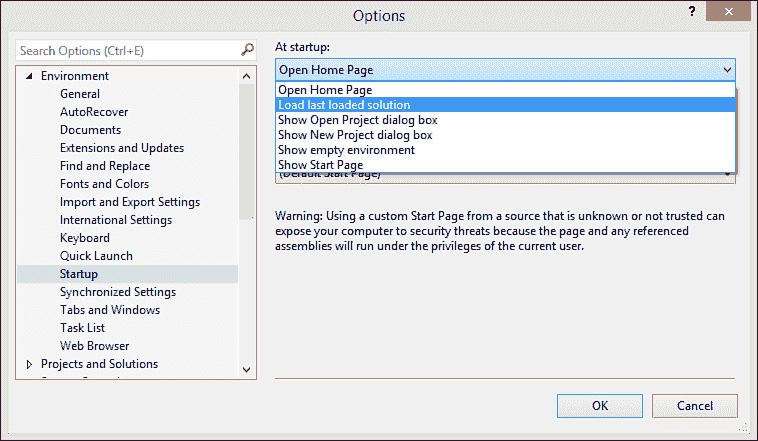 Options
?
Search Options (Ctrl+E)
Environment
General
AutoRecover
Documents
Extensions and Updates
Find and Replace
Fonts and Colors
Import and Export Settings
International Settings
Keyboard
Quick Launch
Startup
Synchronized Settings
Tabs and Windows
Task List
Web Browser
Projects and Solutions
At startup:
Open Home Page
Open Home Page
Load last loaded solution
Show Open Project dialog box
Show New Project dialog box
Show empty environment
Show Start Page
(Default Start Page)
Warning: Using a custom Start Page from a source that is unknown or not trusted can
expose your computer to security threats because the page and any referenced
assemblies will run under the privileges of the current user.
OK
Cancel